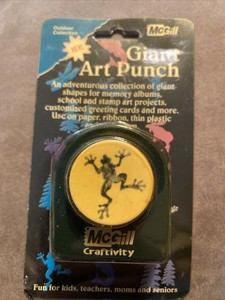 Outdoor
Collection
McGill
NEW!
Giant
Art Punch
An adventurous collection of giant
shapes for memory albums,
school and stamp art projects,
customized greeting cards and more.
Use on paper, ribbon, thin plastic
McGill
Craftivity
Fun for kids, teachers, moms and seniors